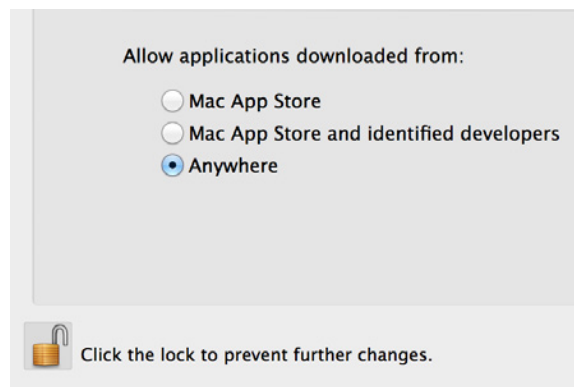 Allow applications downloaded from:
Mac App Store
Mac App Store and identified developers
Anywhere
Click the lock to prevent further changes.